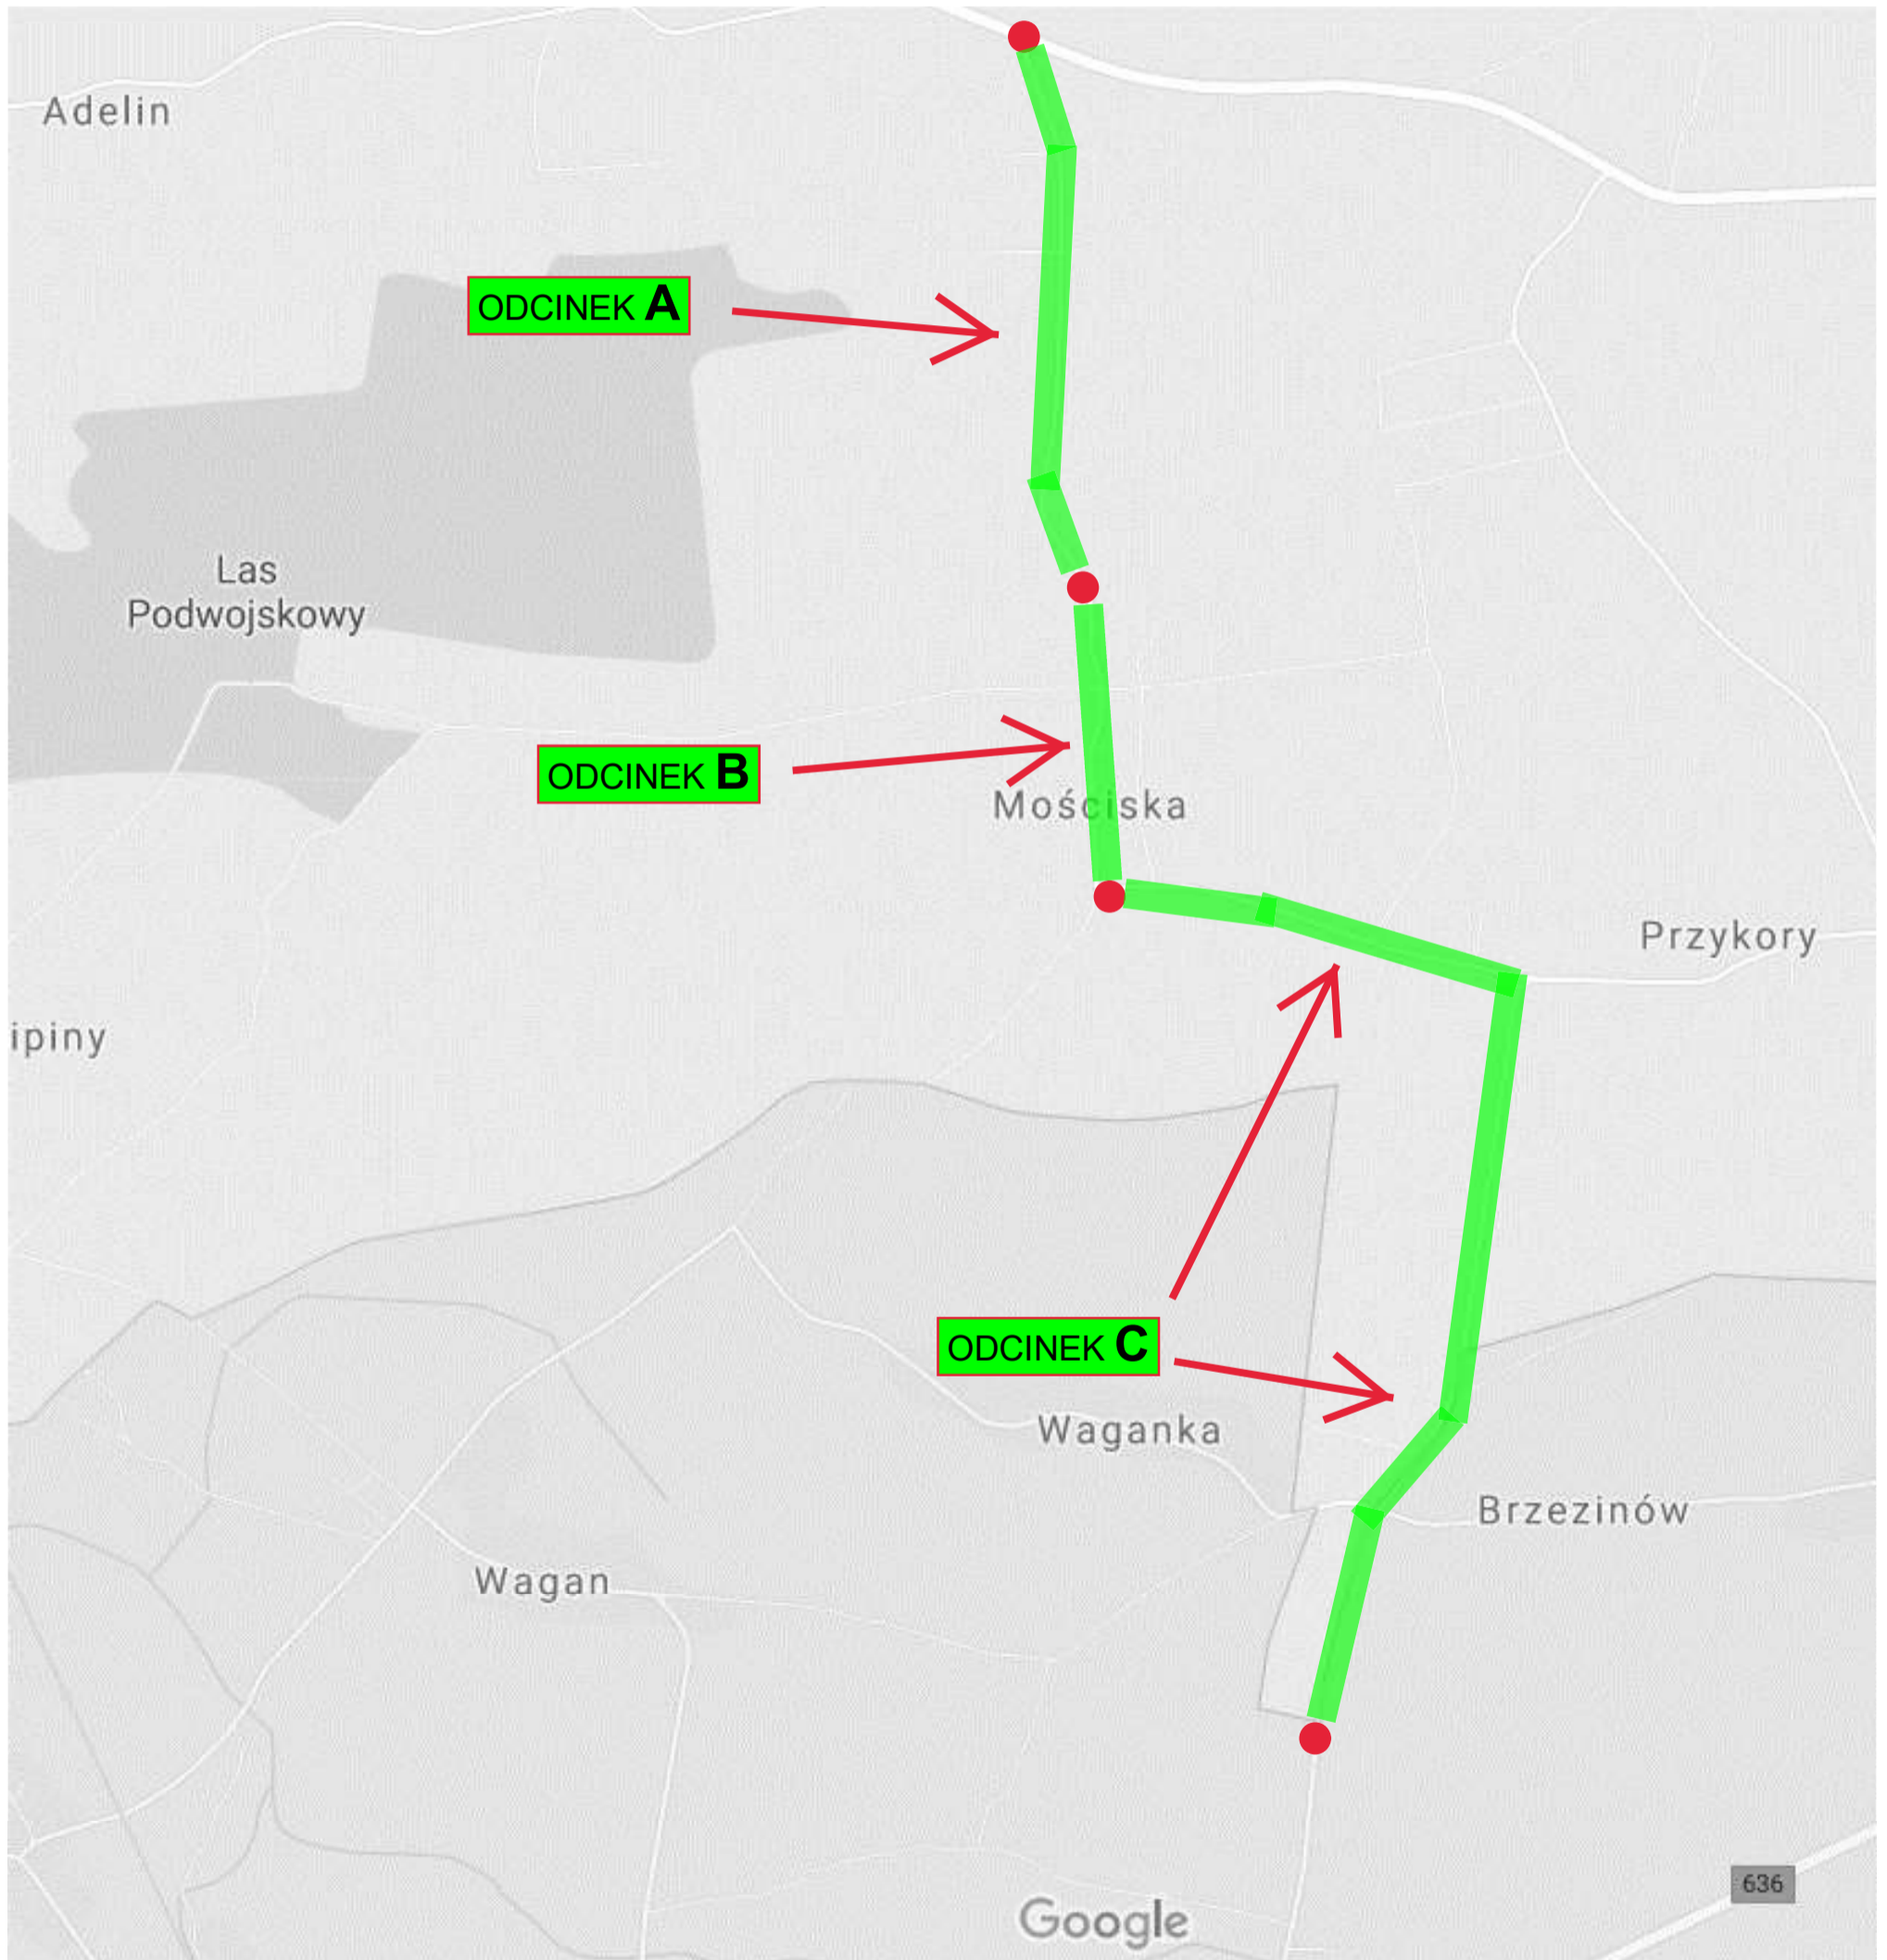 Adelin
ODCINEK A
Las
Podwojskowy
ODCINEK B
Mościska
Przykory
ipiny
ODCINEK C
Waganka
Brzezinów
Wagan
636
Google